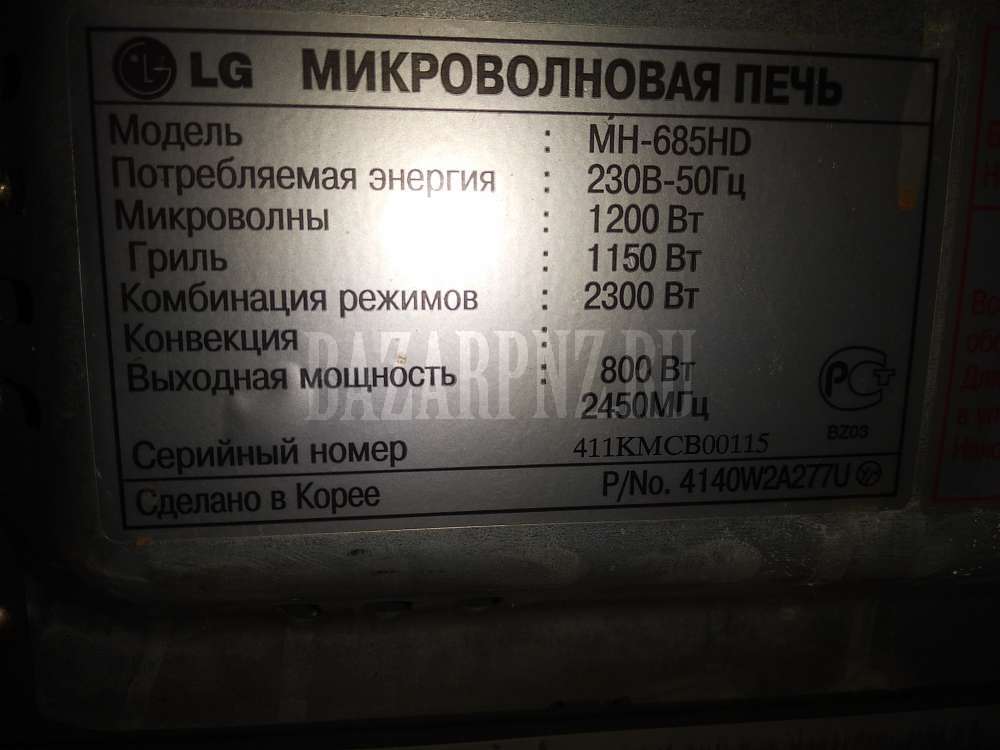 LG МИКРОВОЛНОВАЯ ПЕЧЬ
Модель : МН-685HD
Потребляемая энергия : 230В-50Гц
Микроволны : 1200 Вт
Гриль : 1150 Вт
Комбинация режимов : 2300 Вт
Конвекция :
Выходная мощность : 800 Вт
2450МГц
BAZARPNZ.RU
Серийный номер 411KMCB00115
BZ03
Сделано в Корее P/No. 4140W2A277U